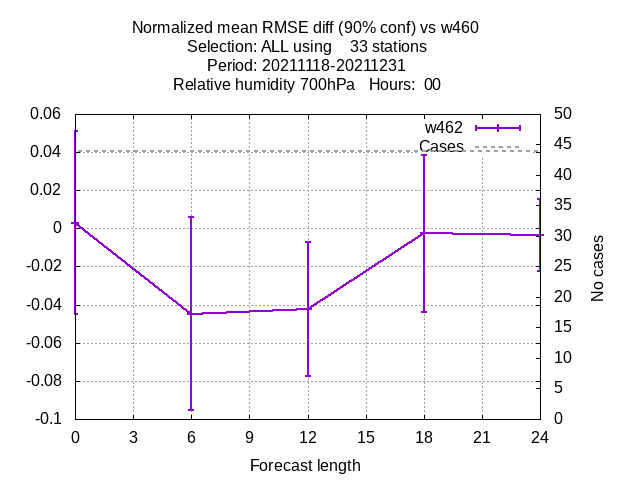 Normalized mean RMSE diff (90% conf) vs w460
Selection: ALL using 33 stations
Period: 20211118-20211231
Relative humidity 700hPa Hours: 00
w462
Cases
0.06
0.04
0.02
0
-0.02
-0.04
-0.06
-0.08
-0.1
50
45
40
35
30
25
20
15
10
5
0
No cases
0 3 6 9 12 15 18 21 24
Forecast length